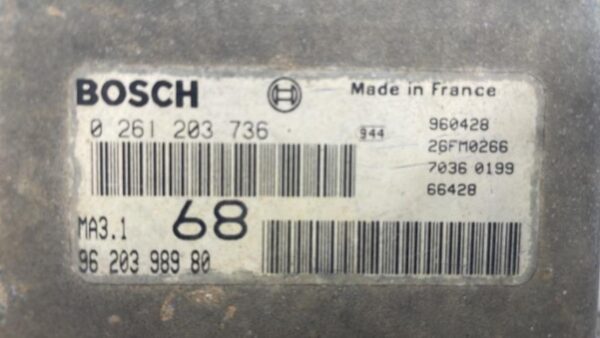 BOSCH
Made in France
0 261 203 736
944
960428
26FM0266
7036 0199
66428
MA3.1
68
96 203 989 80